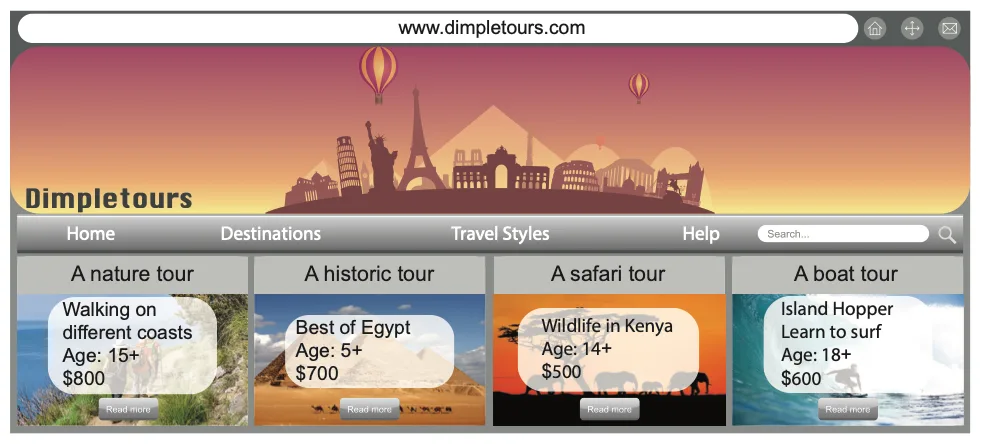 www.dimpletours.com
Dimpletours
Home Destinations Travel Styles Help Search...
A nature tour
Walking on
different coasts
Age: 15+
$800
Read more
A historic tour
Best of Egypt
Age: 5+
$700
Read more
A safari tour
Wildlife in Kenya
Age: 14+
$500
Read more
A boat tour
Island Hopper
Learn to surf
Age: 18+
$600
Read more